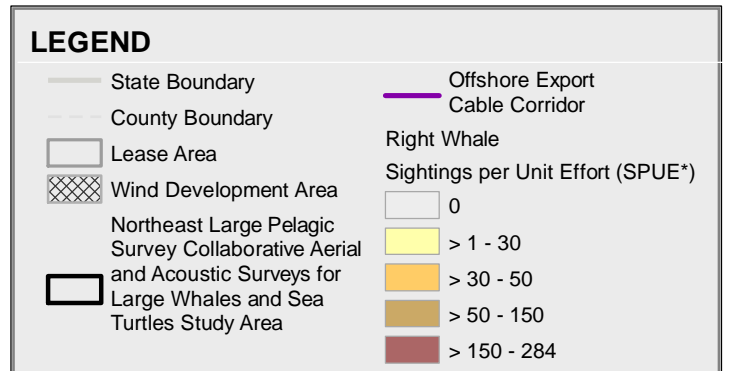 LEGEND
State Boundary
County Boundary
Lease Area
Wind Development Area
Northeast Large Pelagic
Survey Collaborative Aerial
and Acoustic Surveys for
Large Whales and Sea
Turtles Study Area
Offshore Export
Cable Corridor
Right Whale
Sightings per Unit Effort (SPUE*)
0
> 1 - 30
> 30 - 50
> 50 - 150
> 150 - 284